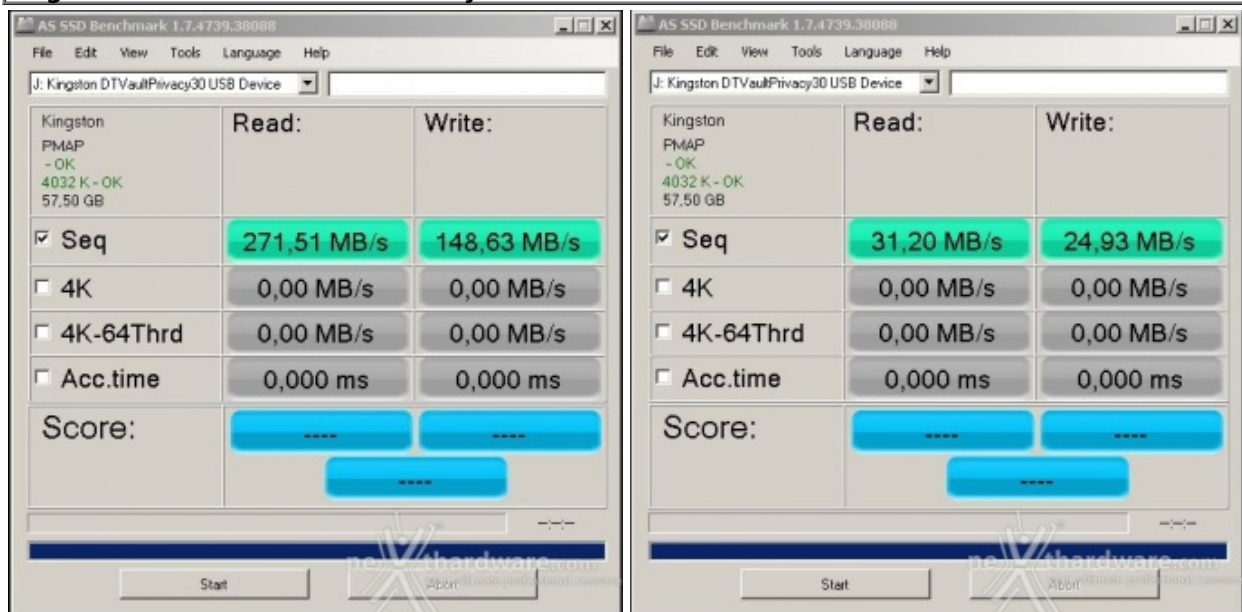 AS SSD Benchmark 1.7.4739.38088
File Edit View Tools Language Help
J: Kingston DTVaultPrivacy30 USB Device
Kingston
PMAP
- OK
4032 K - OK
57,50 GB
Read: Write:
Seq 271,51 MB/s 148,63 MB/s
4K 0,00 MB/s 0,00 MB/s
4K-64Thrd 0,00 MB/s 0,00 MB/s
Acc.time 0,000 ms 0,000 ms
Score: ---- ----
----
--:--
nexthardware.com
Start Abort
AS SSD Benchmark 1.7.4739.38088
File Edit View Tools Language Help
J: Kingston DTVaultPrivacy30 USB Device
Kingston
PMAP
- OK
4032 K - OK
57,50 GB
Read: Write:
Seq 31,20 MB/s 24,93 MB/s
4K 0,00 MB/s 0,00 MB/s
4K-64Thrd 0,00 MB/s 0,00 MB/s
Acc.time 0,000 ms 0,000 ms
Score: ---- ----
----
--:--
nexthardware.com
Start Abort